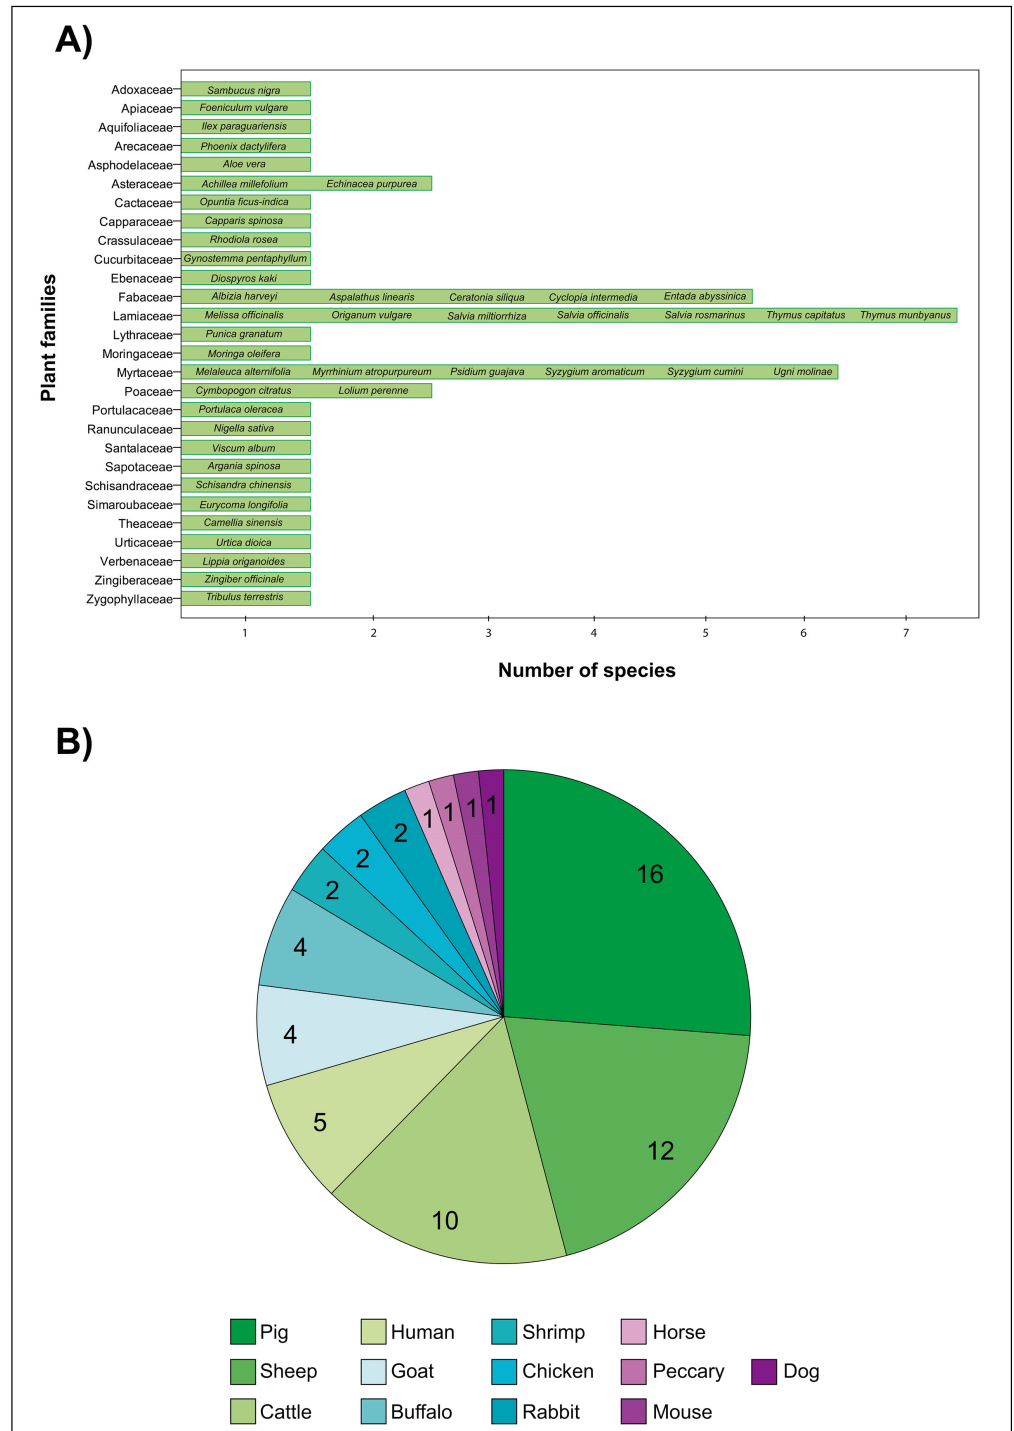 A)
Plant families
Adoxaceae Sambucus nigra
Apiaceae Foeniculum vulgare
Aquifoliaceae Ilex paraguariensis
Arecaceae Phoenix dactylifera
Asphodelaceae Aloe vera
Asteraceae Achillea millefolium Echinacea purpurea
Cactaceae Opuntia ficus-indica
Capparaceae Capparis spinosa
Crassulaceae Rhodiola rosea
Cucurbitaceae Gynostemma pentaphyllum
Ebenaceae Diospyros kaki
Fabaceae Albizia harveyi Aspalathus linearis Ceratonia siliqua Cyclopia intermedia Entada abyssinica
Lamiaceae Melissa officinalis Origanum vulgare Salvia miltiorrhiza Salvia officinalis Salvia rosmarinus Thymus capitatus Thymus munbyanus
Lythraceae Punica granatum
Moringaceae Moringa oleifera
Myrtaceae Melaleuca alternifolia Myrrhinium atropurpureum Psidium guajava Syzygium aromaticum Syzygium cumini Ugni molinae
Poaceae Cymbopogon citratus Lolium perenne
Portulacaceae Portulaca oleracea
Ranunculaceae Nigella sativa
Santalaceae Viscum album
Sapotaceae Argania spinosa
Schisandraceae Schisandra chinensis
Simaroubaceae Eurycoma longifolia
Theaceae Camellia sinensis
Urticaceae Urtica dioica
Verbenaceae Lippia origanoides
Zingiberaceae Zingiber officinale
Zygophyllaceae Tribulus terrestris
1 2 3 4 5 6 7
Number of species
B)
16
12
10
5
4
4
2
2
2
1
1
1
1
Pig Human Shrimp Horse
Sheep Goat Chicken Peccary Dog
Cattle Buffalo Rabbit Mouse